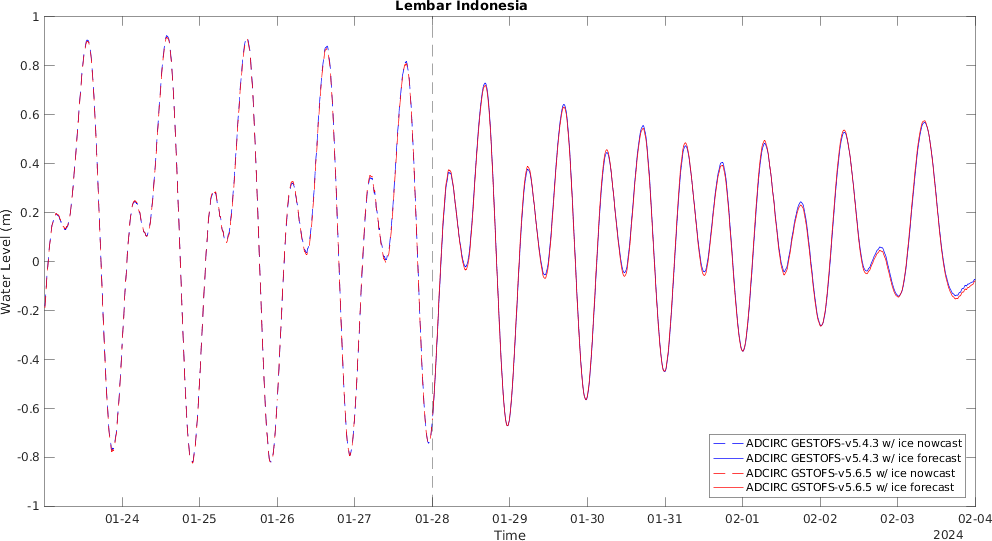 Lembar Indonesia
1
0.8
0.6
0.4
0.2
0
-0.2
-0.4
-0.6
-0.8
-1
Water Level (m)
ADCIRC GESTOFS-v5.4.3 w/ ice nowcast
ADCIRC GESTOFS-v5.4.3 w/ ice forecast
ADCIRC GSTOFS-v5.6.5 w/ ice nowcast
ADCIRC GSTOFS-v5.6.5 w/ ice forecast
01-24 01-25 01-26 01-27 01-28 01-29 01-30 01-31 02-01 02-02 02-03 02-04
Time
2024